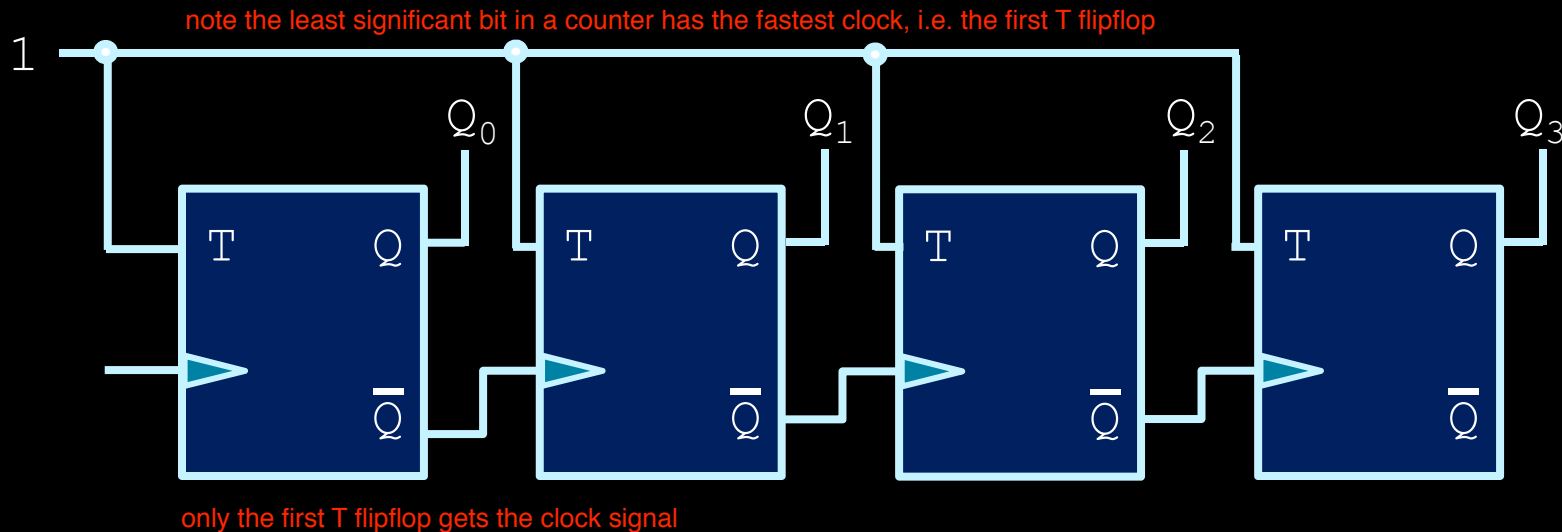 note the least significant bit in a counter has the fastest clock, i.e. the first T flipflop
1
Q₀ Q₁ Q₂ Q₃
T Q T Q T Q T Q
Q̅ Q̅ Q̅ Q̅
only the first T flipflop gets the clock signal